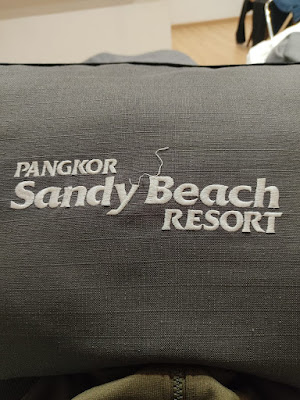 PANGKOR
Sandy Beach
RESORT